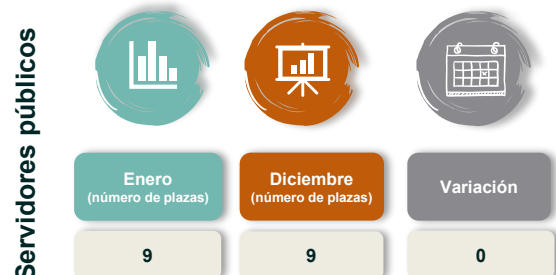 Servidores públicos
Enero
(número de plazas)
Diciembre
(número de plazas)
Variación
9
9
0